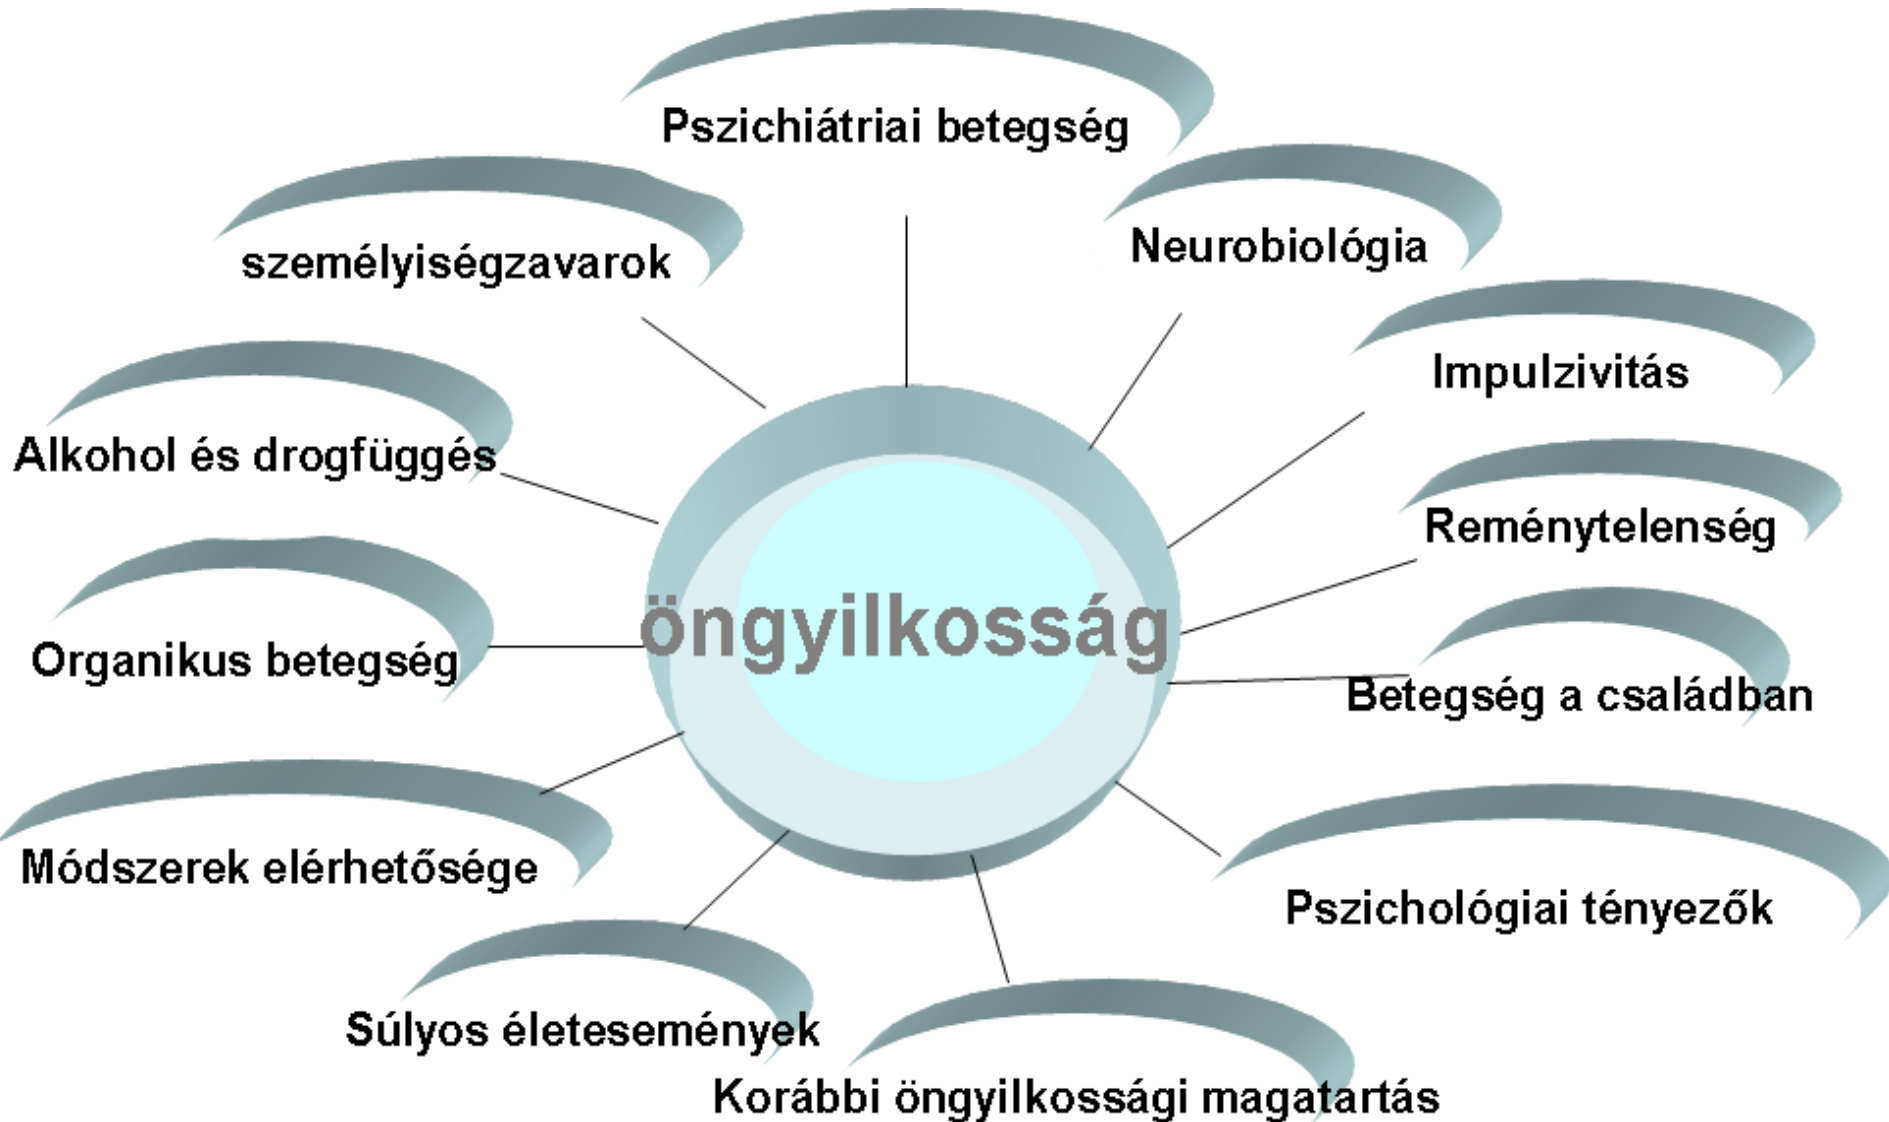 Pszichiátriai betegség
Neurobiológia
személyiségzavarok
Impulzivitás
Alkohol és drogfüggés
Reménytelenség
öngyilkosság
Organikus betegség
Betegség a családban
Módszerek elérhetősége
Pszichológiai tényezők
Súlyos életesemények
Korábbi öngyilkossági magatartás